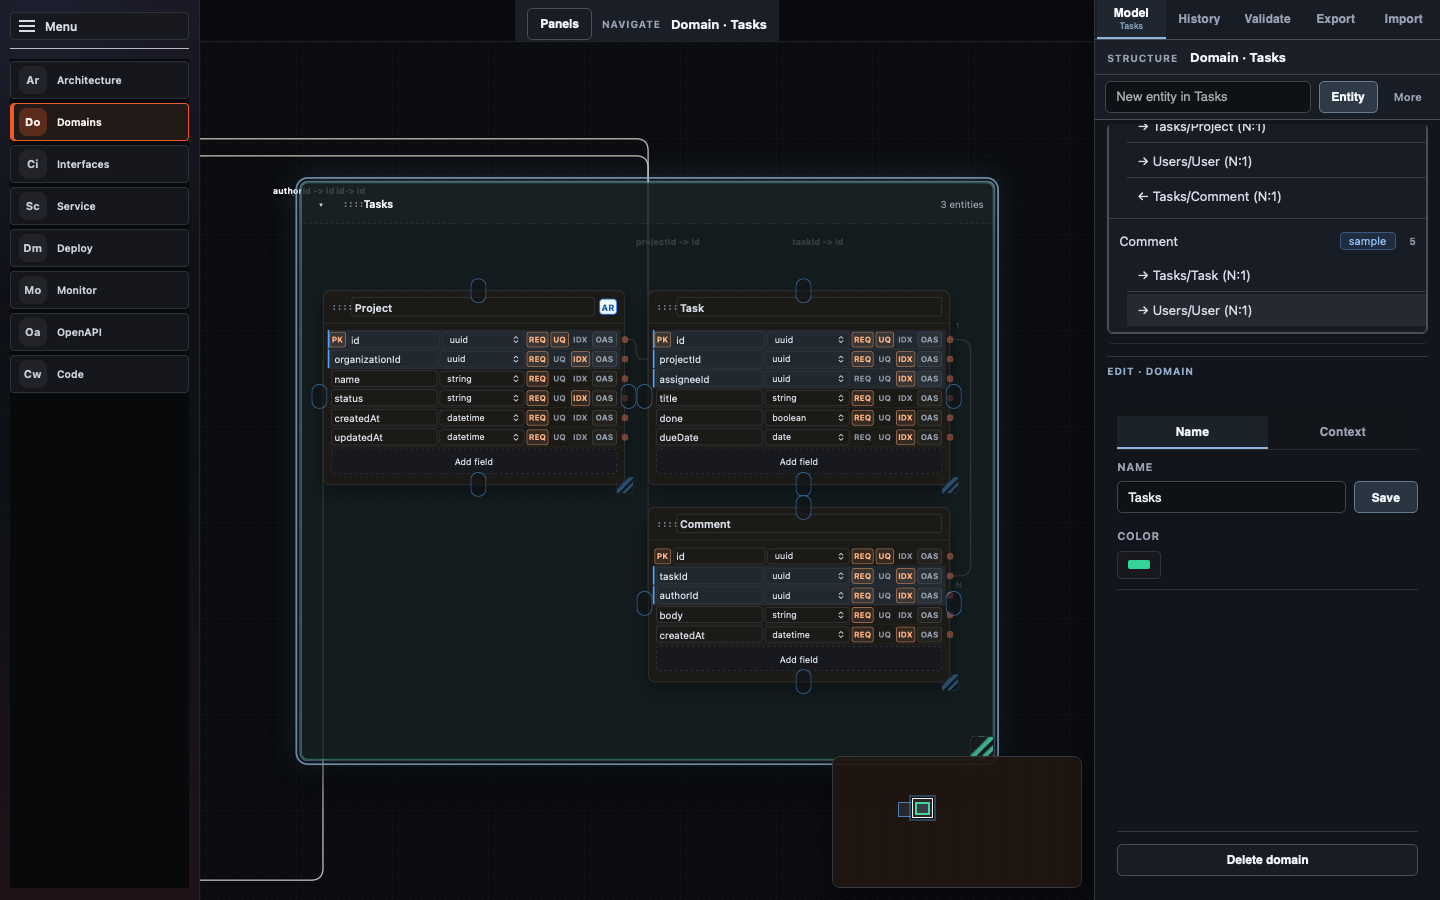 Menu
Ar Architecture
Do Domains
Ci Interfaces
Sc Service
Dm Deploy
Mo Monitor
Oa OpenAPI
Cw Code
Panels NAVIGATE Domain · Tasks
authorId -> id id -> id
▾ ::::Tasks 3 entities
projectId -> id taskId -> id
::::Project AR
PK id uuid REQ UQ IDX OAS
organizationId uuid REQ UQ IDX OAS
name string REQ UQ IDX OAS
status string REQ UQ IDX OAS
createdAt datetime REQ UQ IDX OAS
updatedAt datetime REQ UQ IDX OAS
Add field
::::Task
1
PK id uuid REQ UQ IDX OAS
projectId uuid REQ UQ IDX OAS
assigneeId uuid REQ UQ IDX OAS
title string REQ UQ IDX OAS
done boolean REQ UQ IDX OAS
dueDate date REQ UQ IDX OAS
Add field
::::Comment
PK id uuid REQ UQ IDX OAS
taskId uuid REQ UQ IDX OAS
N
authorId uuid REQ UQ IDX OAS
body string REQ UQ IDX OAS
createdAt datetime REQ UQ IDX OAS
Add field
Model
Tasks
History Validate Export Import
STRUCTURE Domain · Tasks
New entity in Tasks Entity More
→ Tasks/Project (N:1)
→ Users/User (N:1)
← Tasks/Comment (N:1)
Comment sample 5
→ Tasks/Task (N:1)
→ Users/User (N:1)
EDIT · DOMAIN
Name Context
NAME
Tasks Save
COLOR
Delete domain